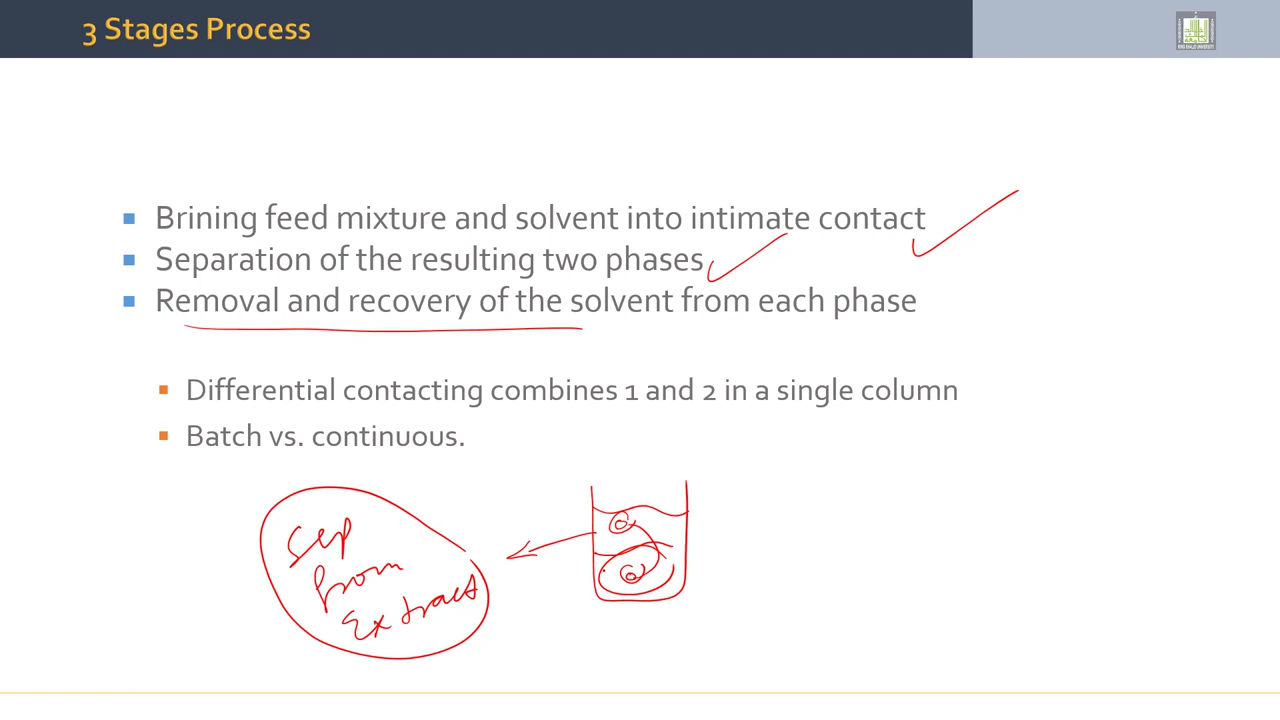 3 Stages Process
Brining feed mixture and solvent into intimate contact
Separation of the resulting two phases
Removal and recovery of the solvent from each phase
Differential contacting combines 1 and 2 in a single column
Batch vs. continuous.
Sep
from
Extract
a
a